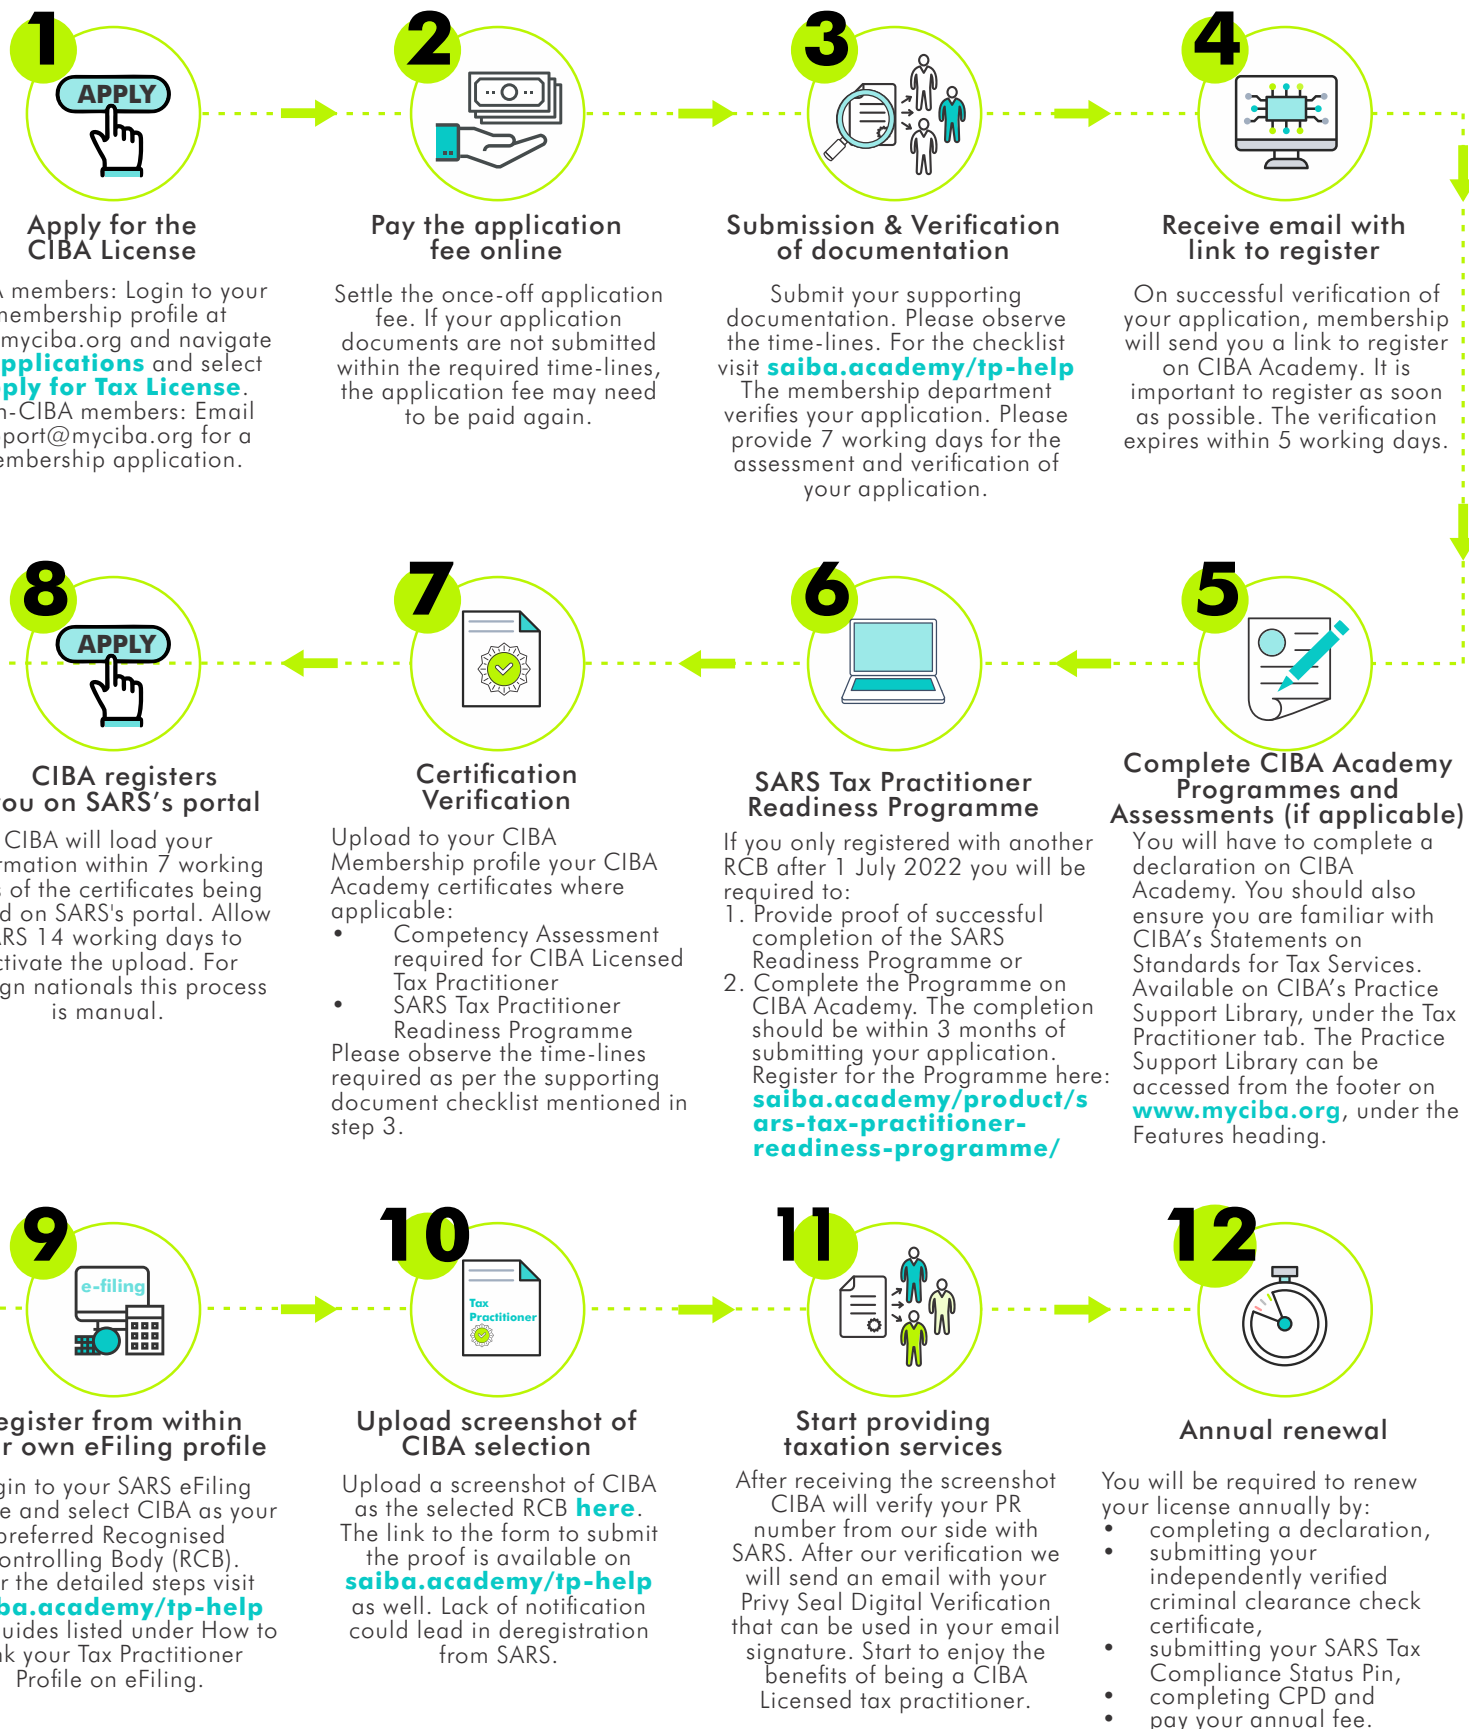 1
APPLY
Apply for the
CIBA License
A members: Login to your
membership profile at
myciba.org and navigate
pplications and select
ply for Tax License.
n-CIBA members: Email
port@myciba.org for a
embership application.
2
Pay the application
fee online
Settle the once-off application
fee. If your application
documents are not submitted
within the required time-lines,
the application fee may need
to be paid again.
3
Submission & Verification
of documentation
Submit your supporting
documentation. Please observe
the time-lines. For the checklist
visit saiba.academy/tp-help
The membership department
verifies your application. Please
provide 7 working days for the
assessment and verification of
your application.
4
Receive email with
link to register
On successful verification of
your application, membership
will send you a link to register
on CIBA Academy. It is
important to register as soon
as possible. The verification
expires within 5 working days.
8
APPLY
CIBA registers
you on SARS’s portal
CIBA will load your
rmation within 7 working
s of the certificates being
d on SARS's portal. Allow
ARS 14 working days to
ctivate the upload. For
ign nationals this process
is manual.
7
Certification
Verification
Upload to your CIBA
Membership profile your CIBA
Academy certificates where
applicable:
• Competency Assessment
required for CIBA Licensed
Tax Practitioner
• SARS Tax Practitioner
Readiness Programme
Please observe the time-lines
required as per the supporting
document checklist mentioned in
step 3.
6
SARS Tax Practitioner
Readiness Programme
If you only registered with another
RCB after 1 July 2022 you will be
required to:
1. Provide proof of successful
completion of the SARS
Readiness Programme or
2. Complete the Programme on
CIBA Academy. The completion
should be within 3 months of
submitting your application.
Register for the Programme here:
saiba.academy/product/s
ars-tax-practitioner-
readiness-programme/
5
Complete CIBA Academy
Programmes and
Assessments (if applicable)
You will have to complete a
declaration on CIBA
Academy. You should also
ensure you are familiar with
CIBA’s Statements on
Standards for Tax Services.
Available on CIBA’s Practice
Support Library, under the Tax
Practitioner tab. The Practice
Support Library can be
accessed from the footer on
www.myciba.org, under the
Features heading.
9
e-filing
egister from within
r own eFiling profile
gin to your SARS eFiling
e and select CIBA as your
preferred Recognised
ontrolling Body (RCB).
r the detailed steps visit
ba.academy/tp-help
uides listed under How to
nk your Tax Practitioner
Profile on eFiling.
10
Tax
Practitioner
Upload screenshot of
CIBA selection
Upload a screenshot of CIBA
as the selected RCB here.
The link to the form to submit
the proof is available on
saiba.academy/tp-help
as well. Lack of notification
could lead in deregistration
from SARS.
11
Start providing
taxation services
After receiving the screenshot
CIBA will verify your PR
number from our side with
SARS. After our verification we
will send an email with your
Privy Seal Digital Verification
that can be used in your email
signature. Start to enjoy the
benefits of being a CIBA
Licensed tax practitioner.
12
Annual renewal
You will be required to renew
your license annually by:
• completing a declaration,
• submitting your
independently verified
criminal clearance check
certificate,
• submitting your SARS Tax
Compliance Status Pin,
• completing CPD and
• pay your annual fee.